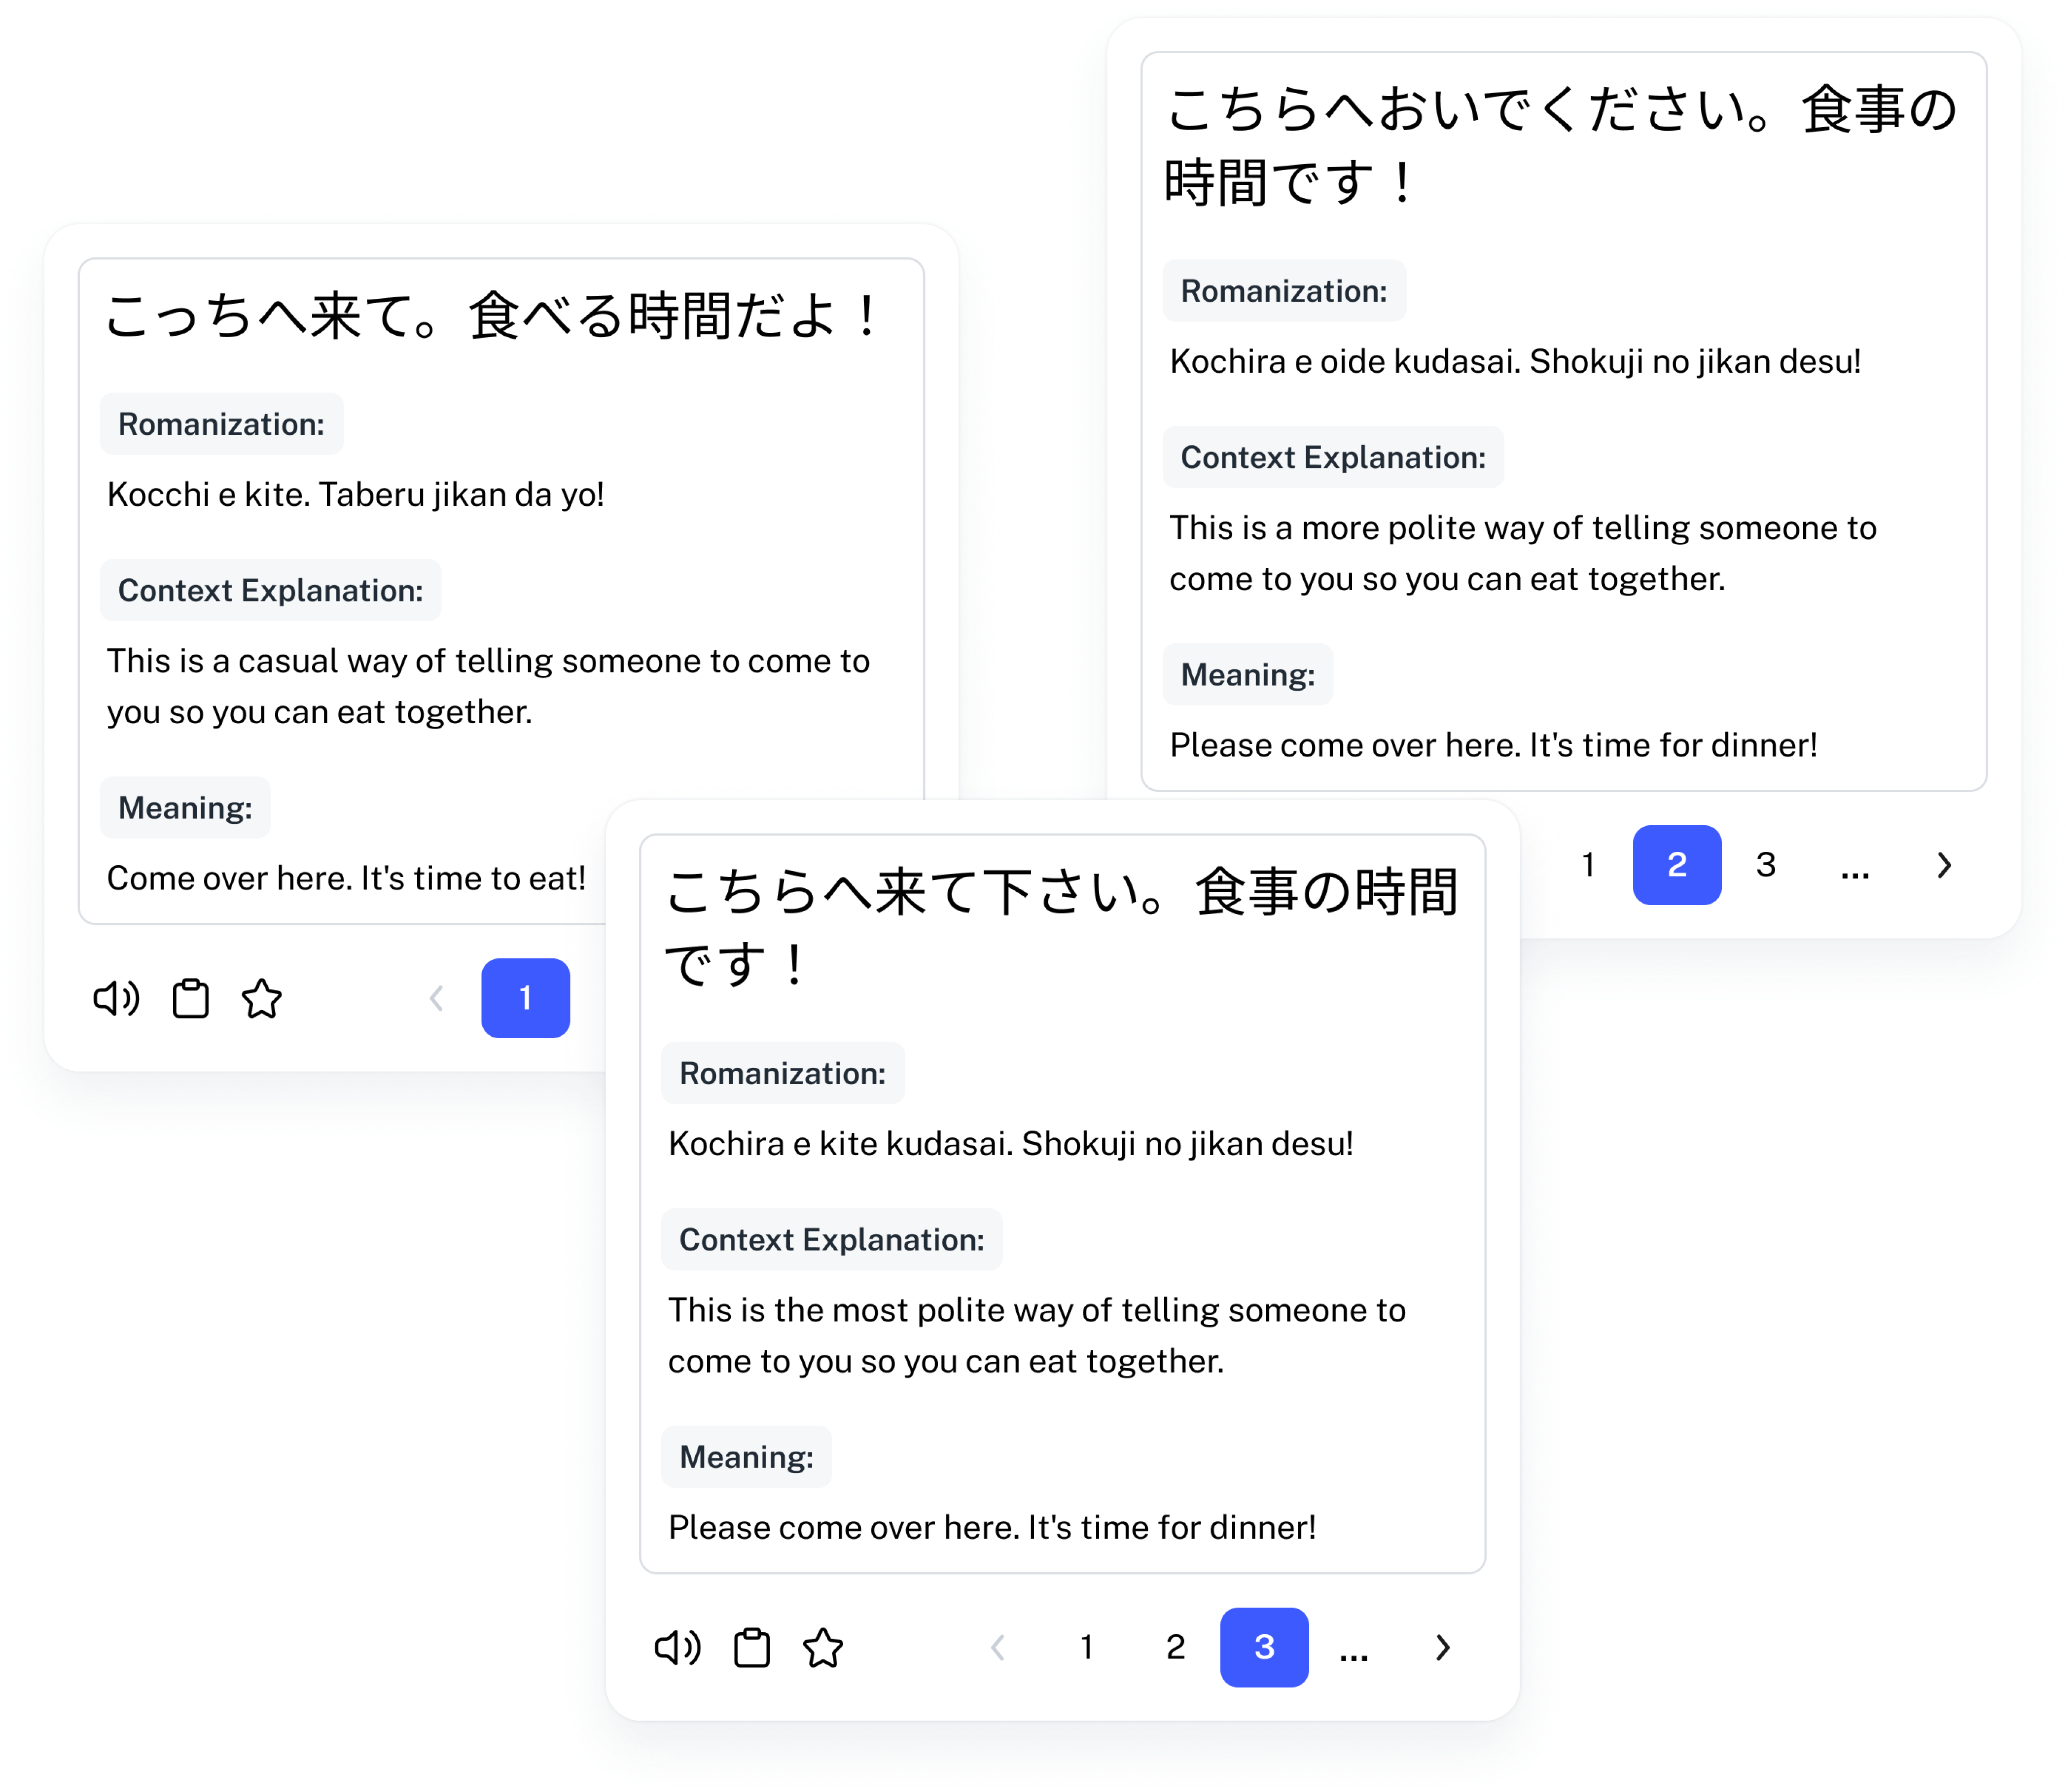 こっちへ来て。食べる時間だよ！
Romanization:
Kocchi e kite. Taberu jikan da yo!
Context Explanation:
This is a casual way of telling someone to come to
you so you can eat together.
Meaning:
Come over here. It's time to eat!
1
こちらへおいでください。食事の
時間です！
Romanization:
Kochira e oide kudasai. Shokuji no jikan desu!
Context Explanation:
This is a more polite way of telling someone to
come to you so you can eat together.
Meaning:
Please come over here. It's time for dinner!
1 2 3 ...
こちらへ来て下さい。食事の時間
です！
Romanization:
Kochira e kite kudasai. Shokuji no jikan desu!
Context Explanation:
This is the most polite way of telling someone to
come to you so you can eat together.
Meaning:
Please come over here. It's time for dinner!
1 2 3 ...